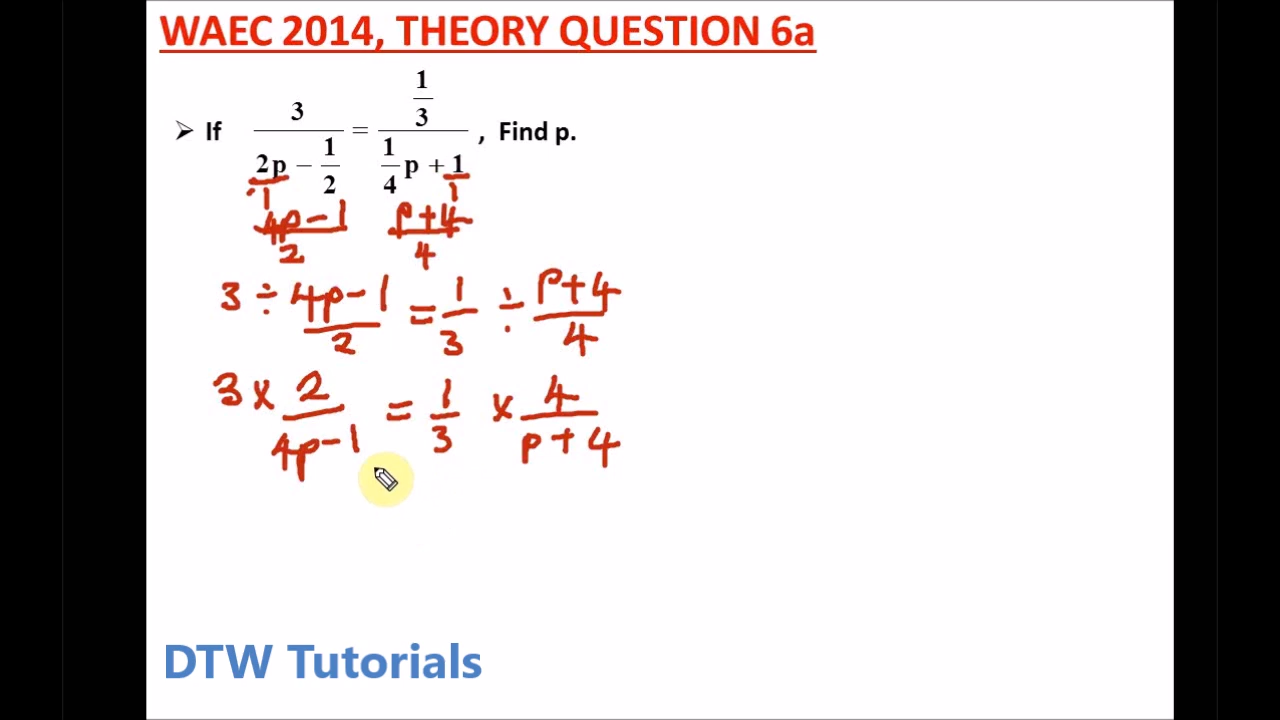 WAEC 2014, THEORY QUESTION 6a
➢ If 3/(2p − 1/2) = (1/3)/(1/4 p + 1) , Find p.
1 1
4p − 1 p + 4
2 4
3 ÷ (4p − 1)/2 = 1/3 ÷ (p + 4)/4
3 × 2/(4p − 1) = 1/3 × 4/(p + 4)
DTW Tutorials